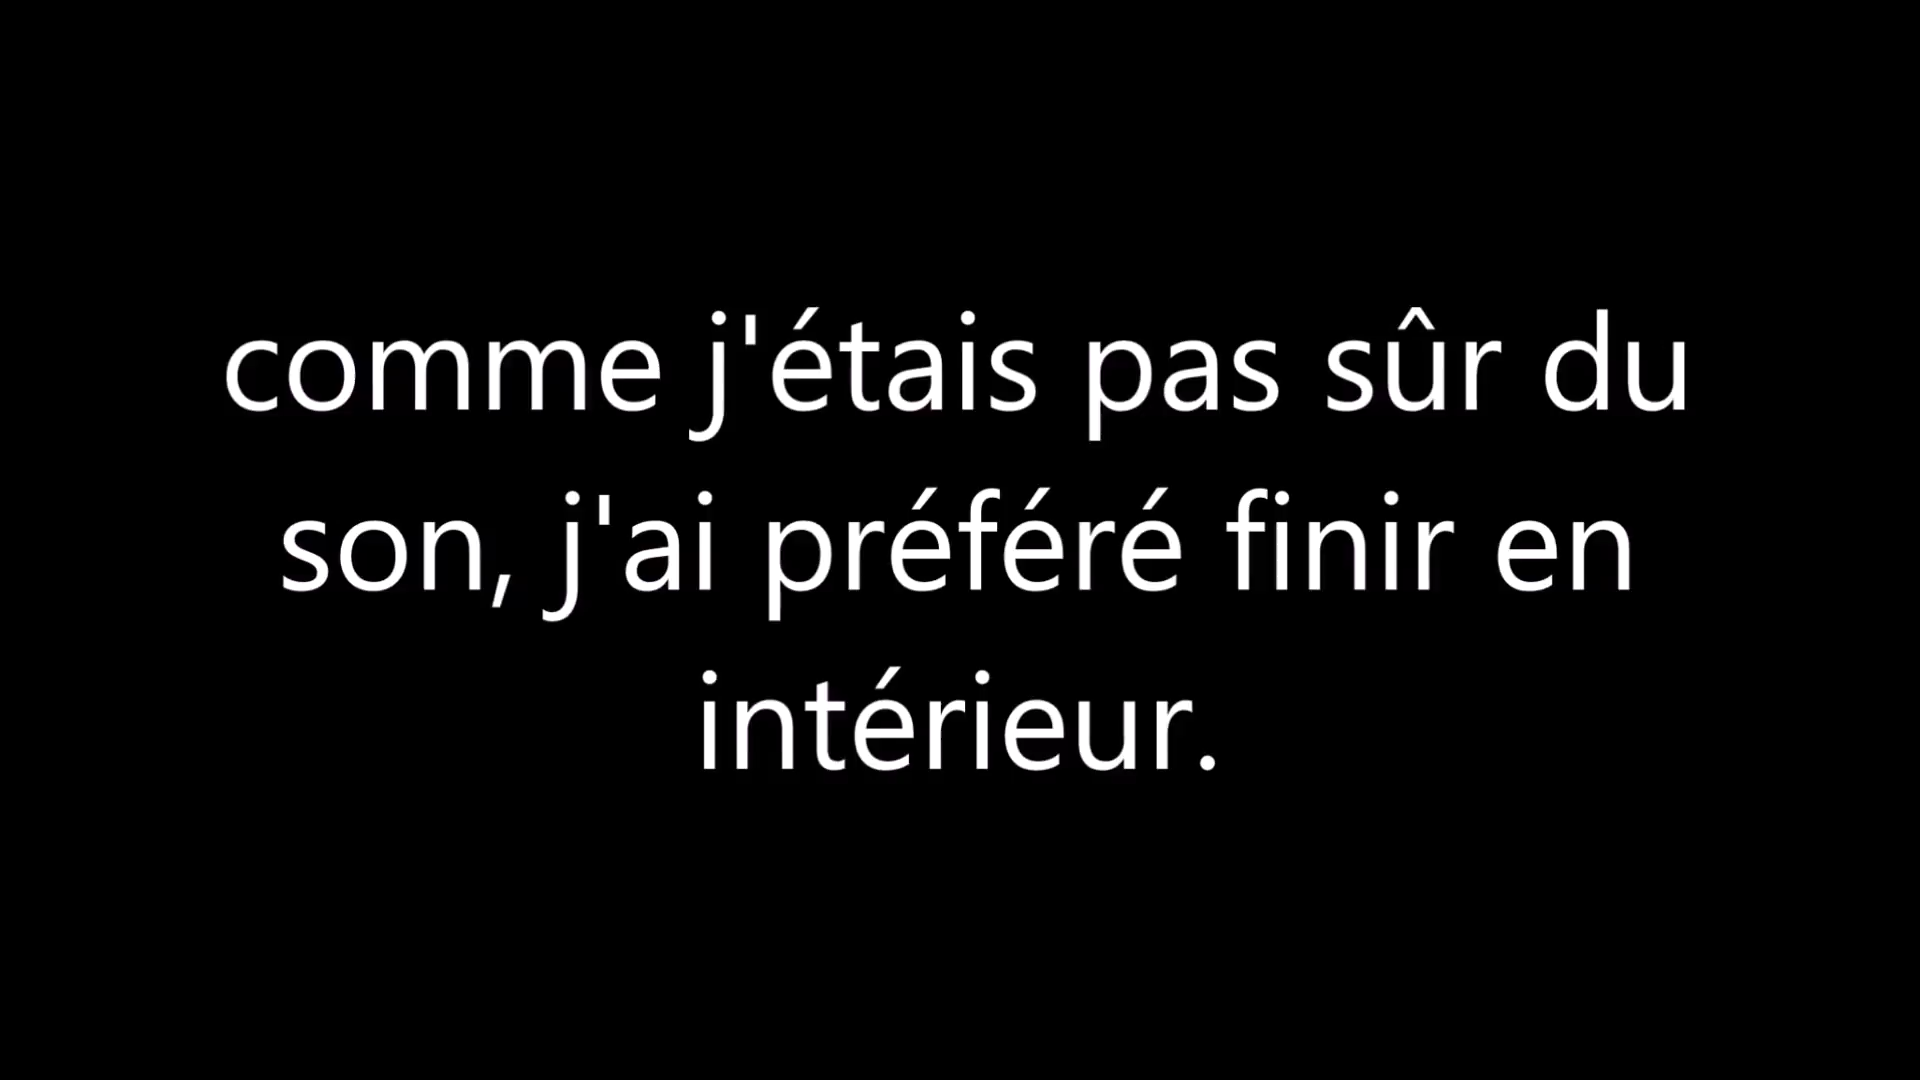 comme j'étais pas sûr du
son, j'ai préféré finir en
intérieur.